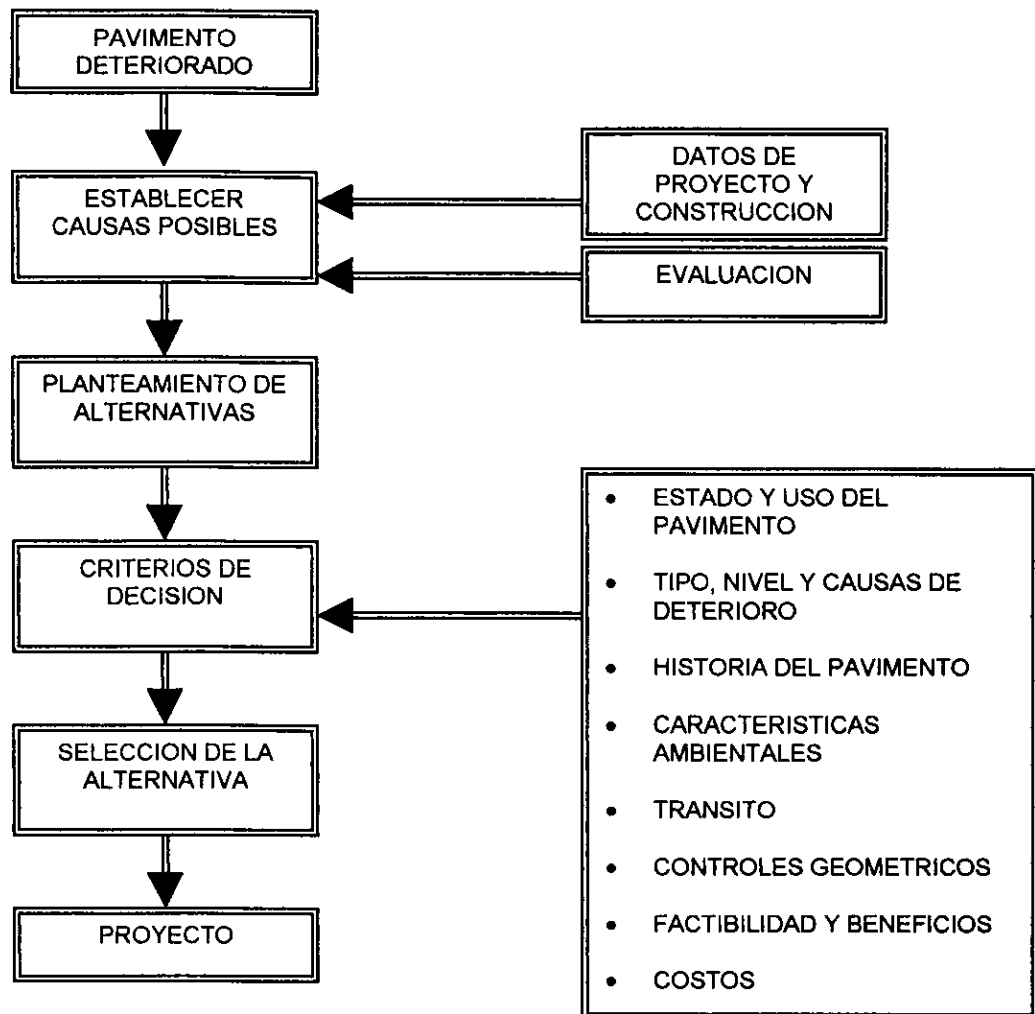 PAVIMENTO
DETERIORADO
ESTABLECER
CAUSAS POSIBLES
DATOS DE
PROYECTO Y
CONSTRUCCION
EVALUACION
PLANTEAMIENTO DE
ALTERNATIVAS
CRITERIOS DE
DECISION
• ESTADO Y USO DEL
PAVIMENTO
• TIPO, NIVEL Y CAUSAS DE
DETERIORO
• HISTORIA DEL PAVIMENTO
• CARACTERISTICAS
AMBIENTALES
• TRANSITO
• CONTROLES GEOMETRICOS
• FACTIBILIDAD Y BENEFICIOS
• COSTOS
SELECCION DE LA
ALTERNATIVA
PROYECTO